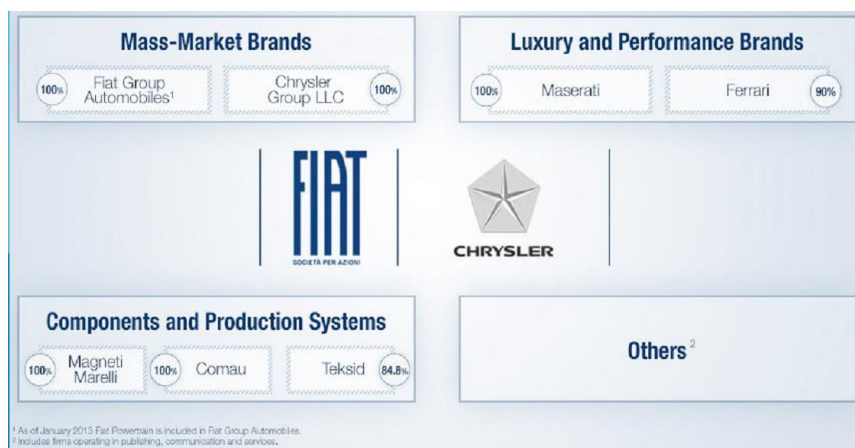 Mass-Market Brands
100%
Fiat Group
Automobiles¹
Chrysler
Group LLC
100%
Luxury and Performance Brands
100%
Maserati
Ferrari
90%
FIAT
SOCIETÀ PER AZIONI
CHRYSLER
Components and Production Systems
100%
Magneti
Marelli
100%
Comau
Teksid
84.8%
Others ²
¹ As of January 2013 Fiat Powertrain is included in Fiat Group Automobiles.
² Includes firms operating in publishing, communication and services.